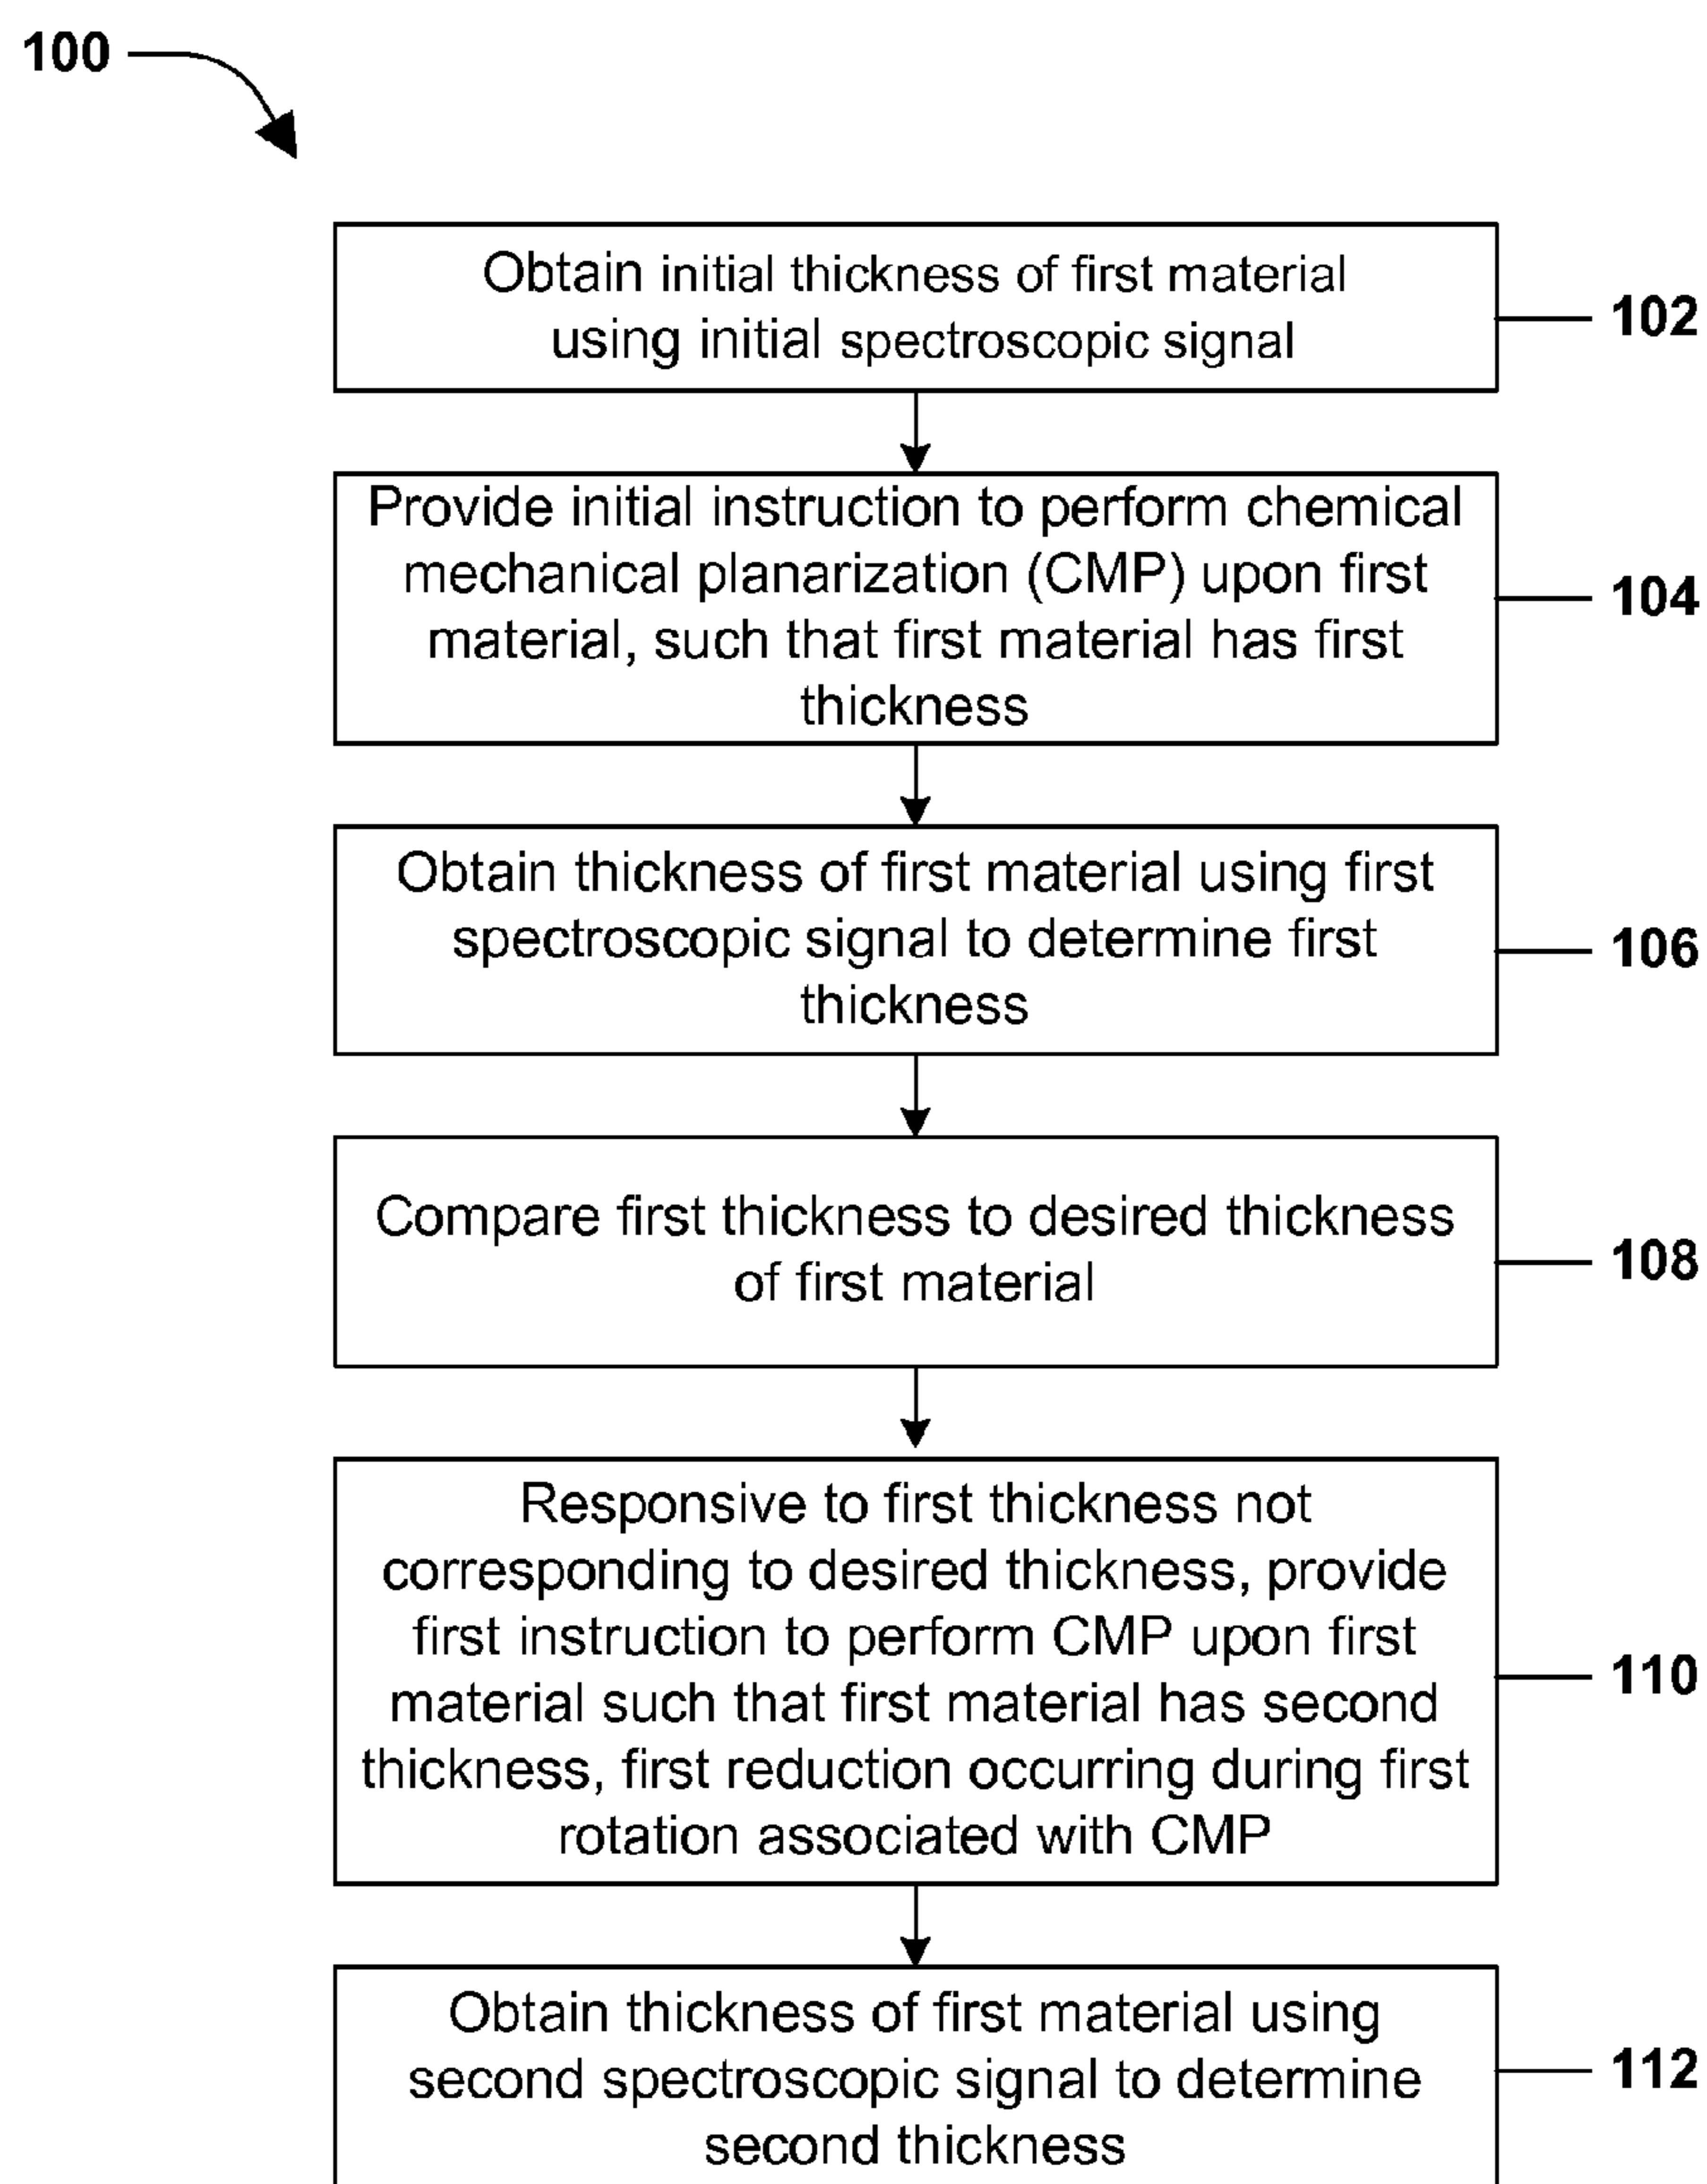 100
Obtain initial thickness of first material
using initial spectroscopic signal
102
Provide initial instruction to perform chemical
mechanical planarization (CMP) upon first
material, such that first material has first
thickness
104
Obtain thickness of first material using first
spectroscopic signal to determine first
thickness
106
Compare first thickness to desired thickness
of first material
108
Responsive to first thickness not
corresponding to desired thickness, provide
first instruction to perform CMP upon first
material such that first material has second
thickness, first reduction occurring during first
rotation associated with CMP
110
Obtain thickness of first material using
second spectroscopic signal to determine
second thickness
112